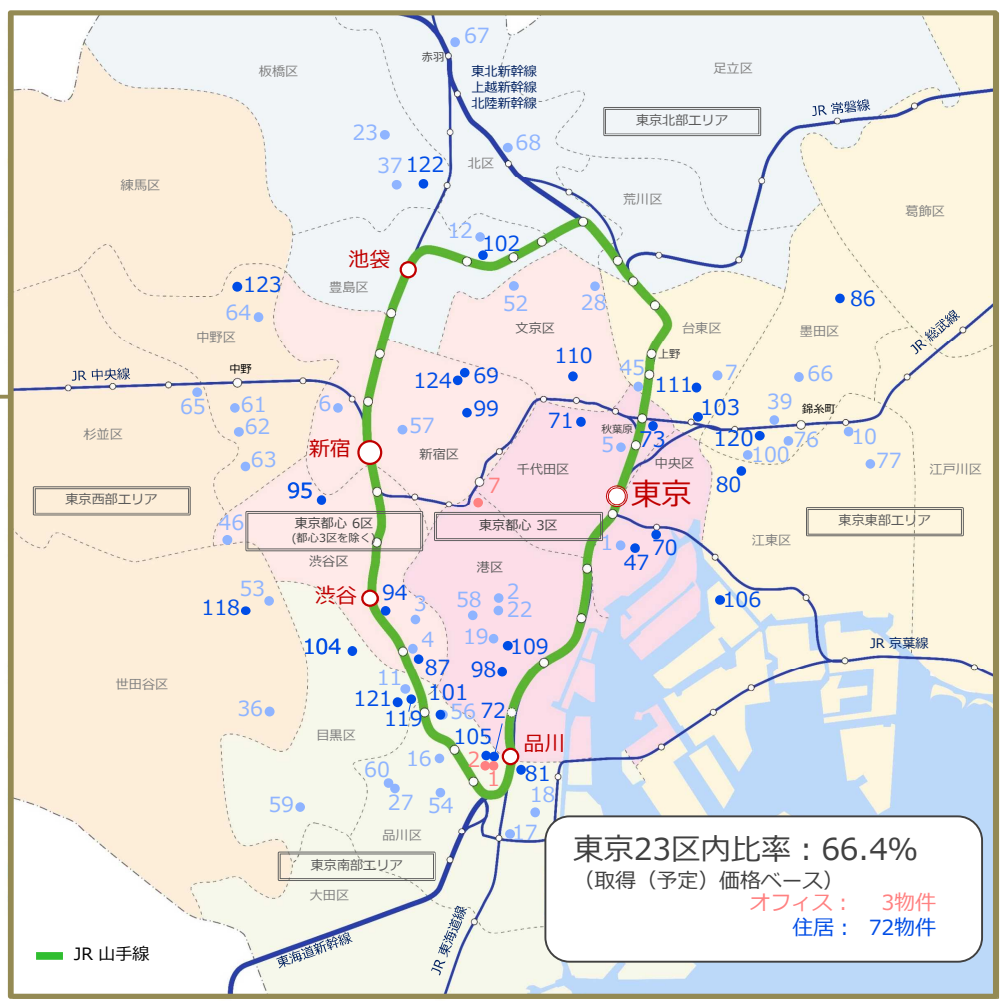 67
赤羽
板橋区
東北新幹線
上越新幹線
北陸新幹線
足立区
JR 常磐線
東京北部エリア
23
68
37
122
北区
練馬区
荒川区
葛飾区
12
102
池袋
豊島区
123
52
28
86
64
中野区
文京区
台東区
墨田区
JR 総武線
上野
110
45
7
66
JR 中央線
中野
69
124
111
65
61
6
99
103
39
錦糸町
杉並区
62
57
71
秋葉原
73
120
76
10
新宿
新宿区
5
中央区
100
63
千代田区
77
江戸川区
80
95
7
東京
東京西部エリア
東京都心 6区
(都心3区を除く)
東京都心 3区
東京東部エリア
46
渋谷区
1
47
70
江東区
港区
53
渋谷
94
3
58
2
22
118
106
104
4
19
109
87
98
JR 京葉線
世田谷区
11
101
121
119
56
72
36
目黒区
105
品川
16
2
1
81
60
27
54
18
59
品川区
17
東京南部エリア
大田区
東京23区内比率：66.4%
（取得（予定）価格ベース）
オフィス： 3物件
住居： 72物件
JR 山手線
東海道新幹線
JR 東海道線